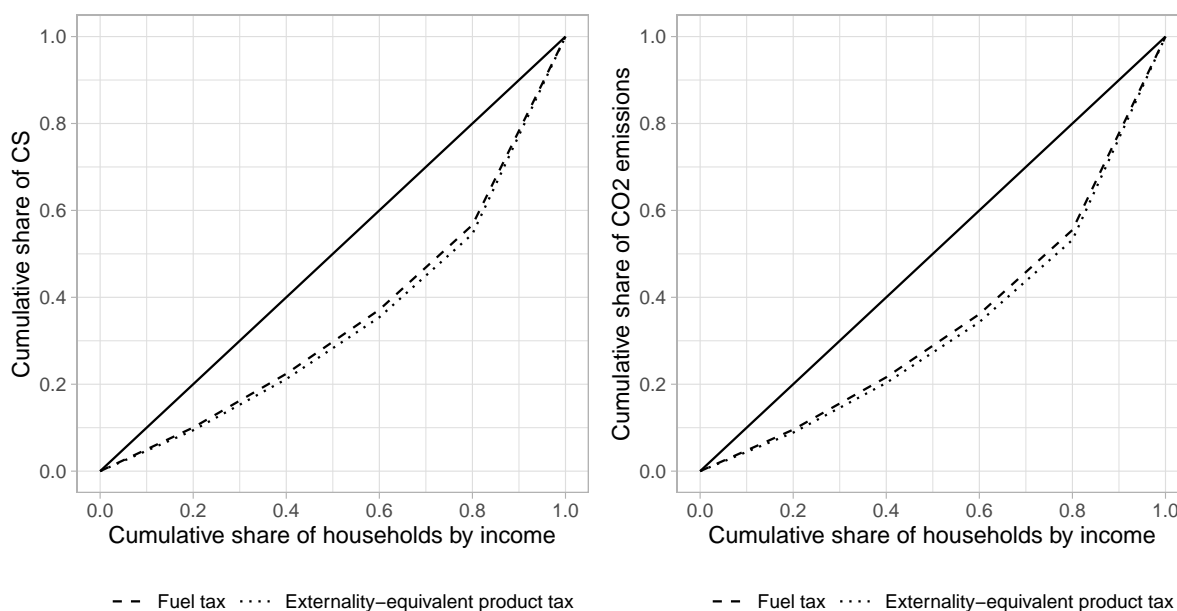 Cumulative share of CS
1.0
0.8
0.6
0.4
0.2
0.0
0.0 0.2 0.4 0.6 0.8 1.0
Cumulative share of households by income
Fuel tax Externality−equivalent product tax
Cumulative share of CO2 emissions
1.0
0.8
0.6
0.4
0.2
0.0
0.0 0.2 0.4 0.6 0.8 1.0
Cumulative share of households by income
Fuel tax Externality−equivalent product tax